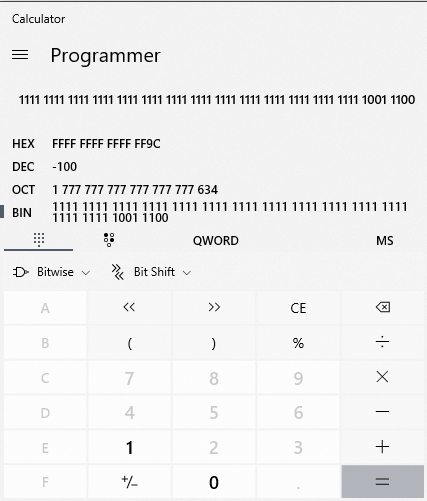 Calculator
Programmer
1111 1111 1111 1111 1111 1111 1111 1111 1111 1111 1111 1111 1111 1111 1001 1100
HEX FFFF FFFF FFFF FF9C
DEC -100
OCT 1 777 777 777 777 777 777 634
BIN 1111 1111 1111 1111 1111 1111 1111 1111 1111 1111 1111 1111
1111 1111 1001 1100
QWORD MS
Bitwise Bit Shift
A << >> CE
B ( ) % ÷
C 7 8 9 ×
D 4 5 6 −
E 1 2 3 +
F +/− 0 . =